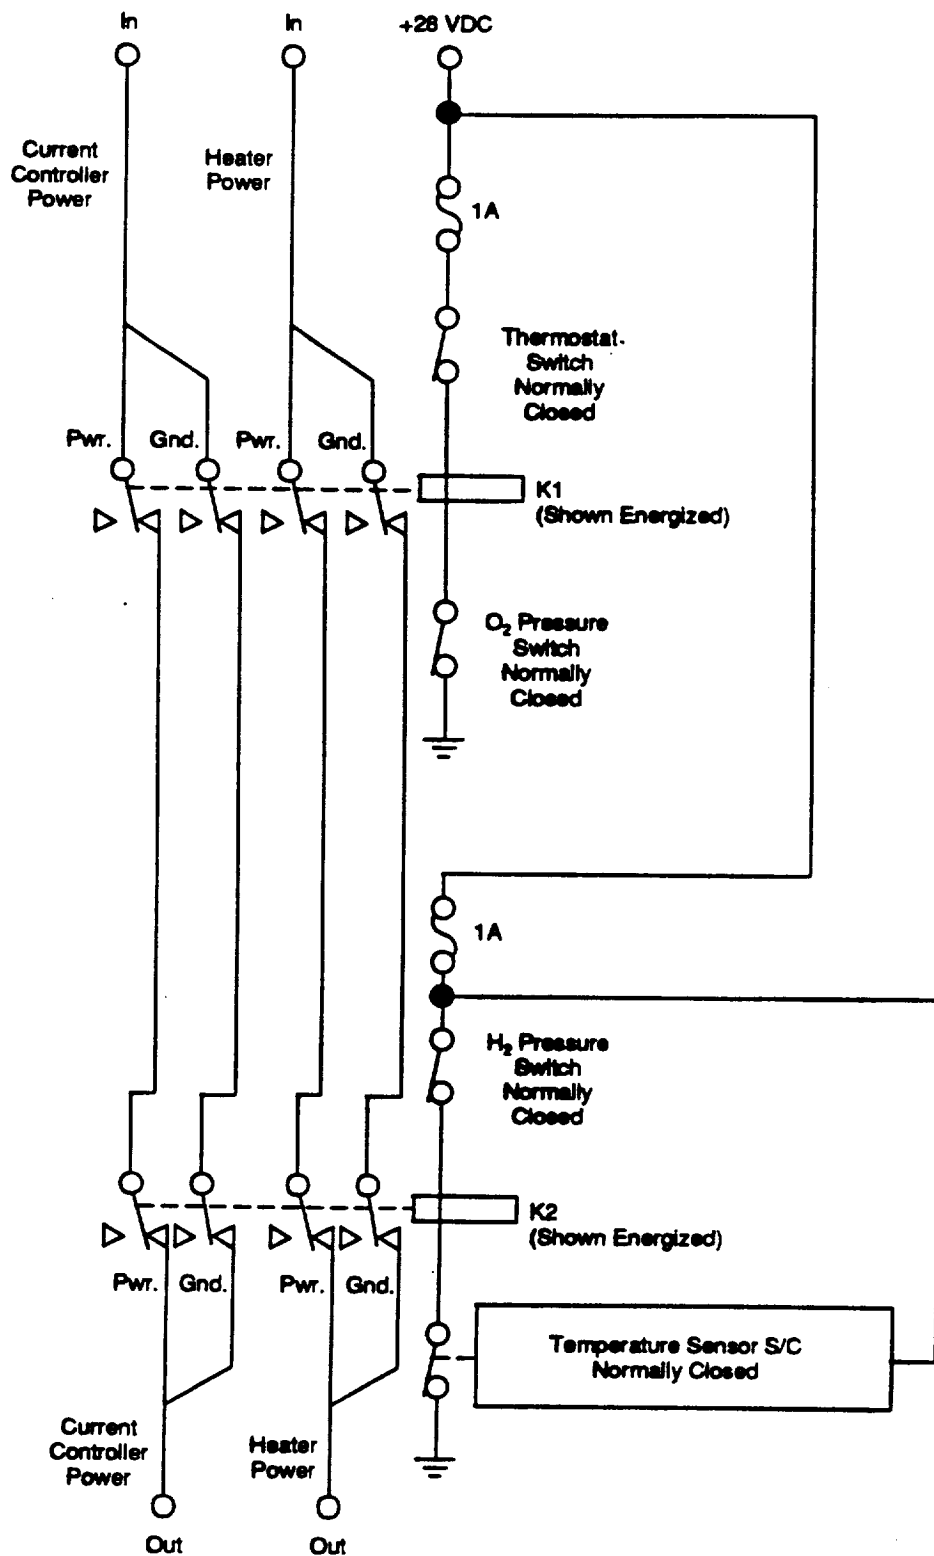 In
In
+28 VDC
Current
Controller
Power
Heater
Power
1A
Thermostat
Switch
Normally
Closed
Pwr.
Gnd.
Pwr.
Gnd.
K1
(Shown Energized)
O₂ Pressure
Switch
Normally
Closed
1A
H₂ Pressure
Switch
Normally
Closed
K2
(Shown Energized)
Pwr.
Gnd.
Pwr.
Gnd.
Temperature Sensor S/C
Normally Closed
Current
Controller
Power
Heater
Power
Out
Out